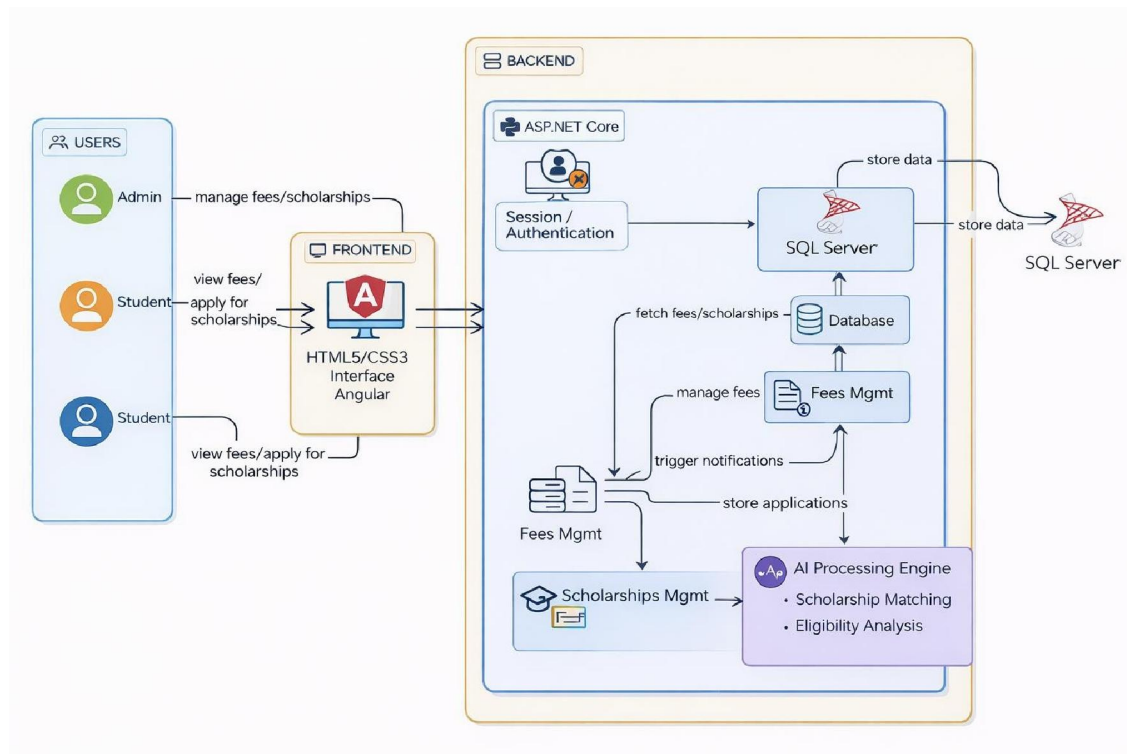 BACKEND
ASP.NET Core
USERS
Admin
manage fees/scholarships
Student
view fees/
apply for
scholarships
Student
view fees/apply for
scholarships
FRONTEND
A
HTML5/CSS3
Interface
Angular
Session /
Authentication
SQL Server
store data
store data
SQL Server
fetch fees/scholarships
Database
manage fees
Fees Mgmt
trigger notifications
store applications
Fees Mgmt
Scholarships Mgmt
AI Processing Engine
• Scholarship Matching
• Eligibility Analysis